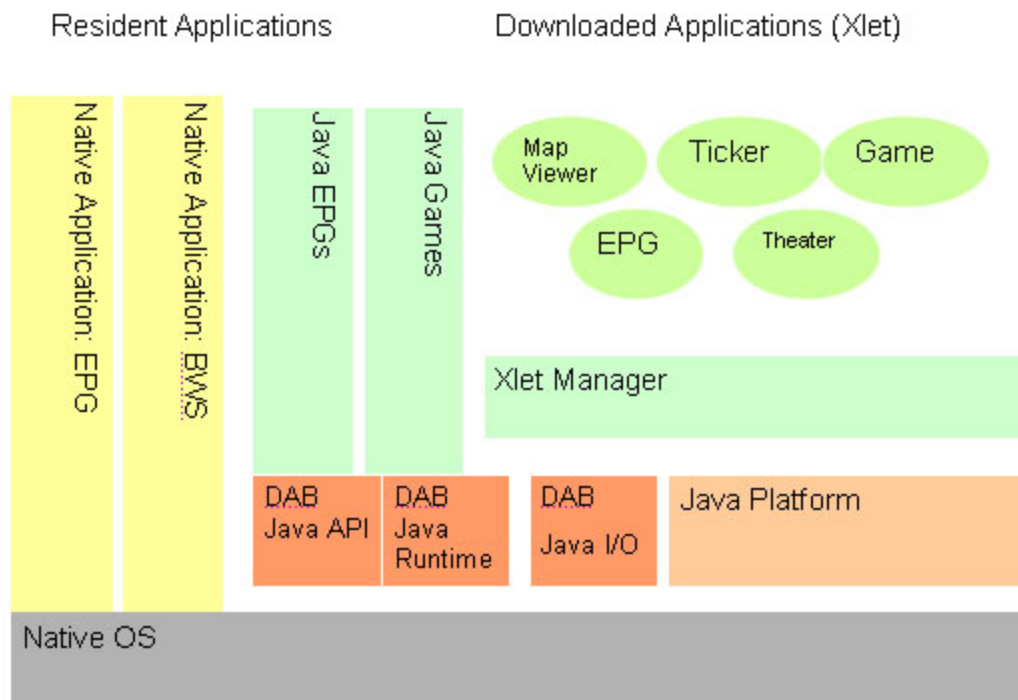 Resident Applications
Downloaded Applications (Xlet)
Native Application: EPG
Native Application: BWS
Java EPGs
Java Games
Map
Viewer
Ticker
Game
EPG
Theater
Xlet Manager
DAB
Java API
DAB
Java
Runtime
DAB
Java I/O
Java Platform
Native OS